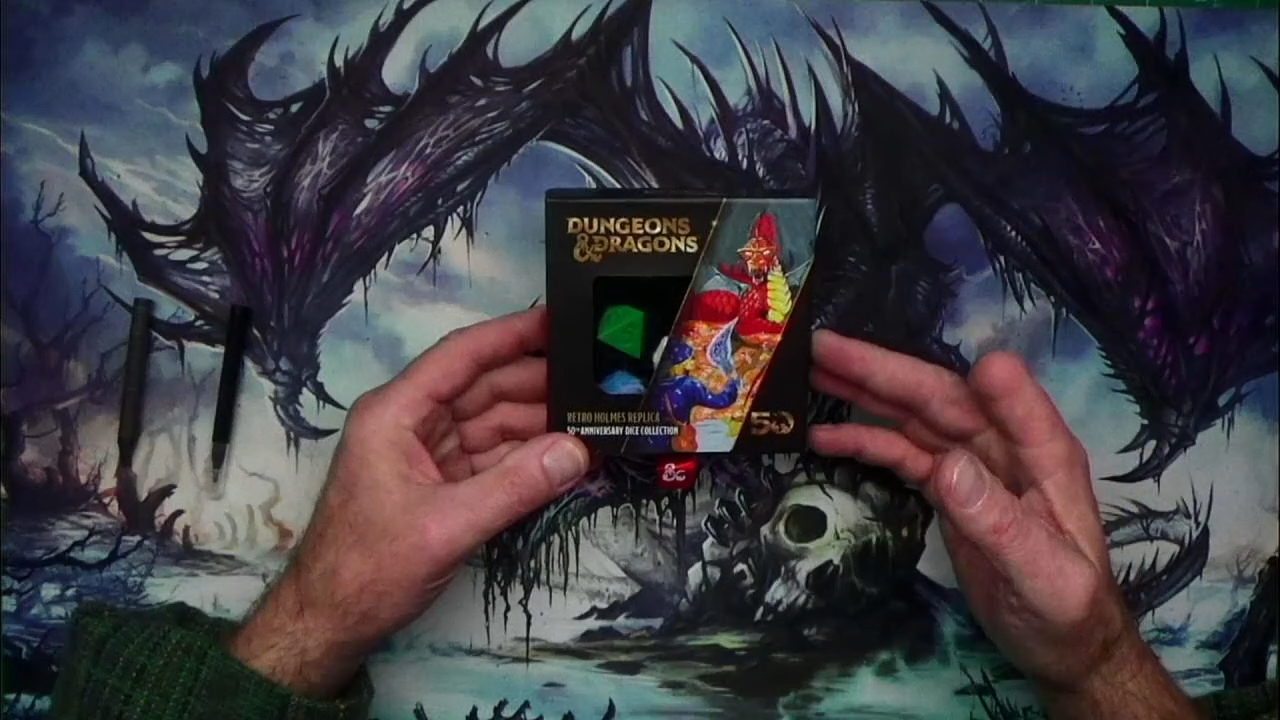 DUNGEONS
& DRAGONS
RETRO HOLMES REPLICA
50TH ANNIVERSARY DICE COLLECTION
50